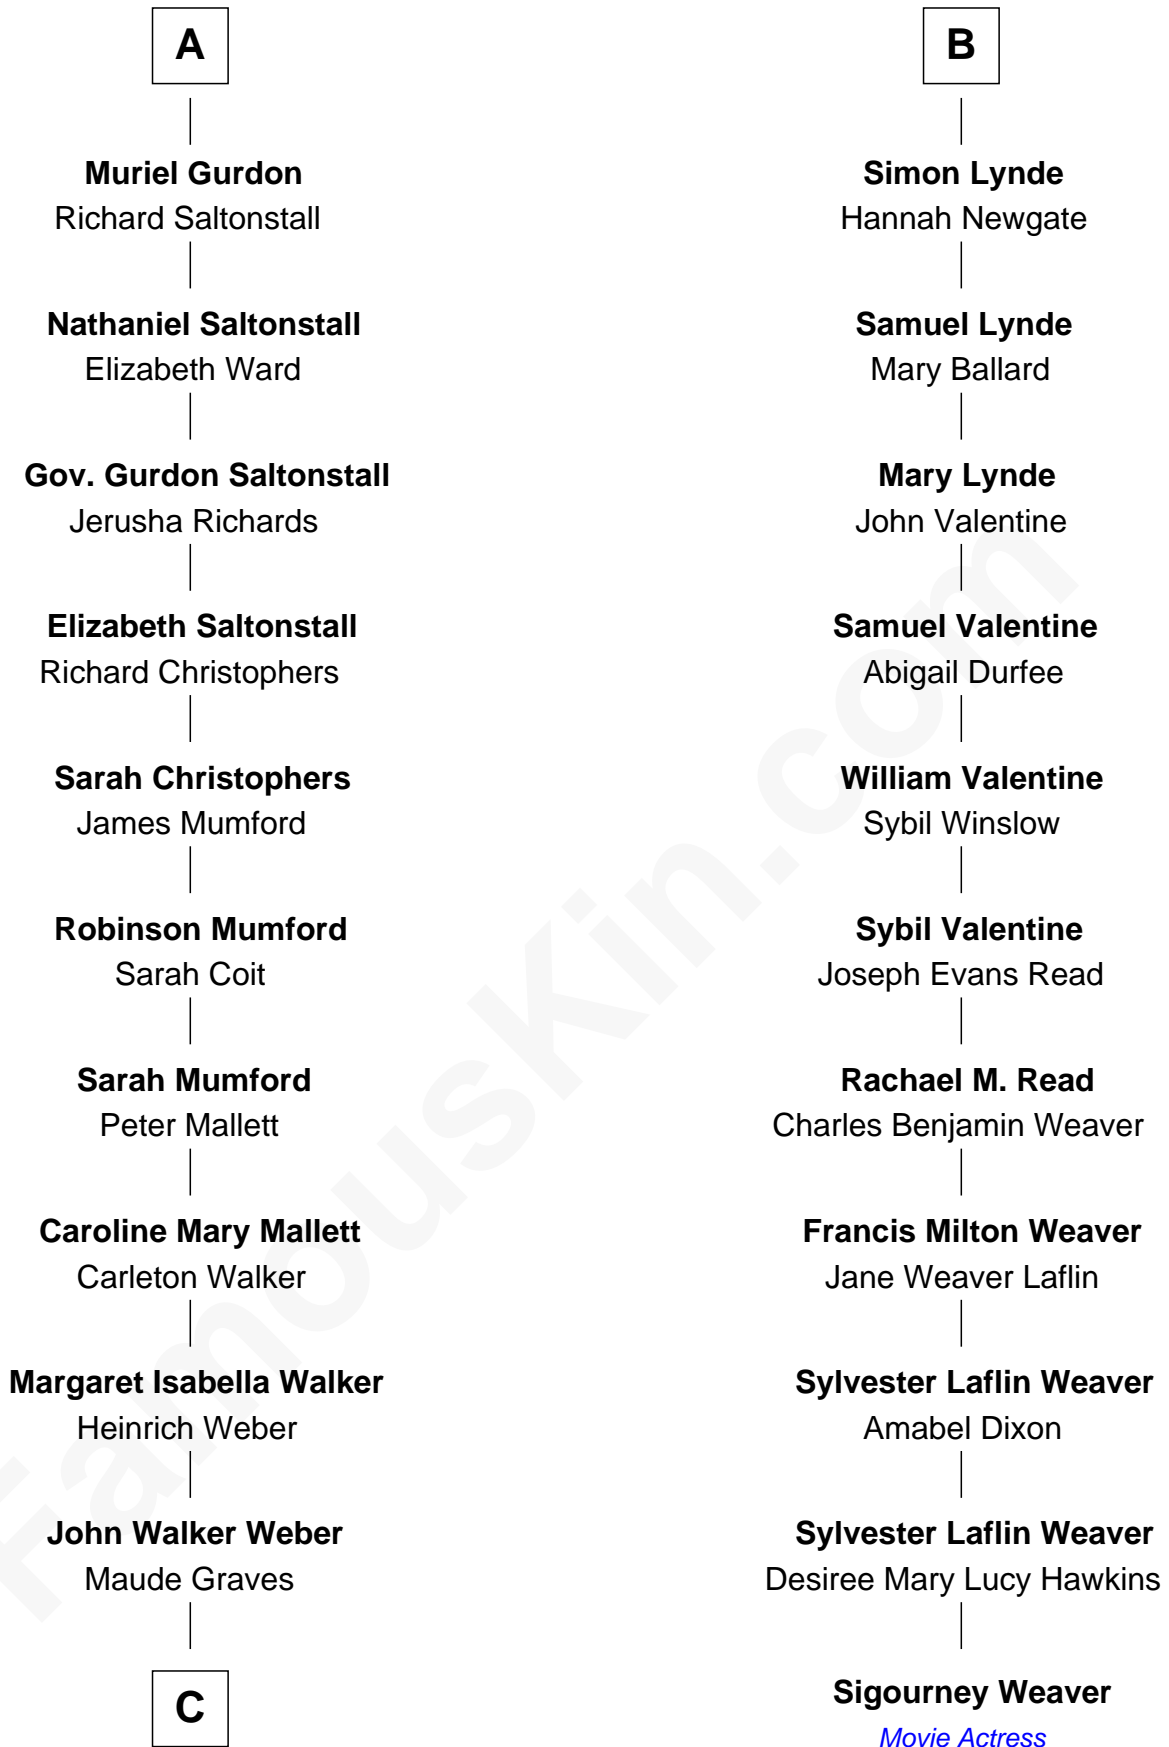 A
Muriel Gurdon
Richard Saltonstall
Nathaniel Saltonstall
Elizabeth Ward
Gov. Gurdon Saltonstall
Jerusha Richards
Elizabeth Saltonstall
Richard Christophers
Sarah Christophers
James Mumford
Robinson Mumford
Sarah Coit
Sarah Mumford
Peter Mallett
Caroline Mary Mallett
Carleton Walker
Margaret Isabella Walker
Heinrich Weber
John Walker Weber
Maude Graves
C
B
Simon Lynde
Hannah Newgate
Samuel Lynde
Mary Ballard
Mary Lynde
John Valentine
Samuel Valentine
Abigail Durfee
William Valentine
Sybil Winslow
Sybil Valentine
Joseph Evans Read
Rachael M. Read
Charles Benjamin Weaver
Francis Milton Weaver
Jane Weaver Laflin
Sylvester Laflin Weaver
Amabel Dixon
Sylvester Laflin Weaver
Desiree Mary Lucy Hawkins
Sigourney Weaver
Movie Actress
FamousKin.com